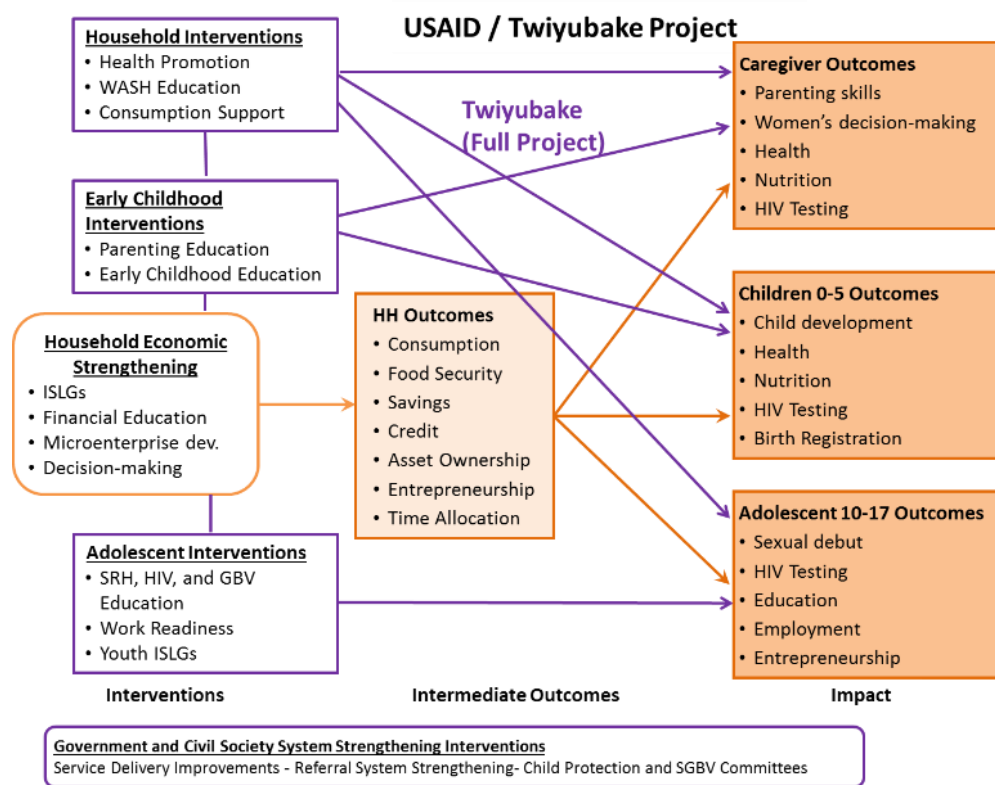 USAID / Twiyubake Project
Household Interventions
• Health Promotion
• WASH Education
• Consumption Support
Twiyubake
(Full Project)
Caregiver Outcomes
• Parenting skills
• Women's decision-making
• Health
• Nutrition
• HIV Testing
Early Childhood
Interventions
• Parenting Education
• Early Childhood Education
Household Economic
Strengthening
• ISLGs
• Financial Education
• Microenterprise dev.
• Decision-making
HH Outcomes
• Consumption
• Food Security
• Savings
• Credit
• Asset Ownership
• Entrepreneurship
• Time Allocation
Children 0-5 Outcomes
• Child development
• Health
• Nutrition
• HIV Testing
• Birth Registration
Adolescent Interventions
• SRH, HIV, and GBV
Education
• Work Readiness
• Youth ISLGs
Adolescent 10-17 Outcomes
• Sexual debut
• HIV Testing
• Education
• Employment
• Entrepreneurship
Interventions
Intermediate Outcomes
Impact
Government and Civil Society System Strengthening Interventions
Service Delivery Improvements - Referral System Strengthening- Child Protection and SGBV Committees